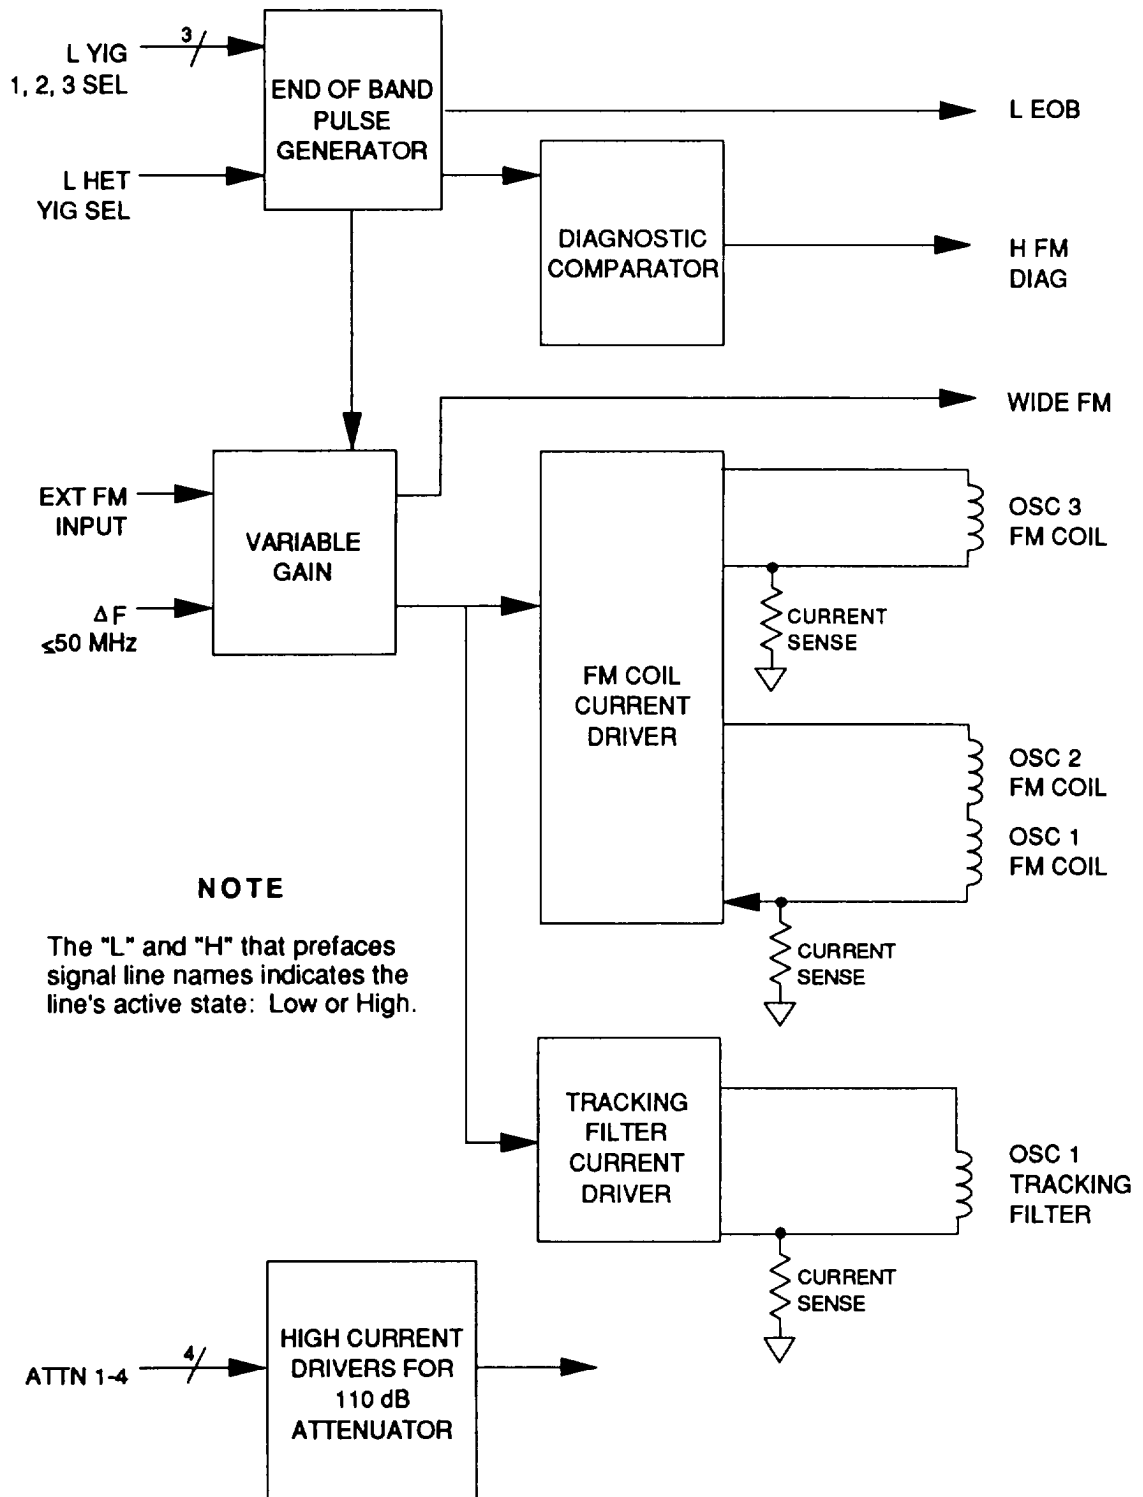 3
L YIG
1, 2, 3 SEL
END OF BAND
PULSE
GENERATOR
L EOB
L HET
YIG SEL
DIAGNOSTIC
COMPARATOR
H FM
DIAG
WIDE FM
EXT FM
INPUT
VARIABLE
GAIN
ΔF
≤50 MHz
OSC 3
FM COIL
CURRENT
SENSE
FM COIL
CURRENT
DRIVER
OSC 2
FM COIL
OSC 1
FM COIL
CURRENT
SENSE
NOTE
The "L" and "H" that prefaces
signal line names indicates the
line's active state: Low or High.
TRACKING
FILTER
CURRENT
DRIVER
OSC 1
TRACKING
FILTER
CURRENT
SENSE
4
ATTN 1-4
HIGH CURRENT
DRIVERS FOR
110 dB
ATTENUATOR